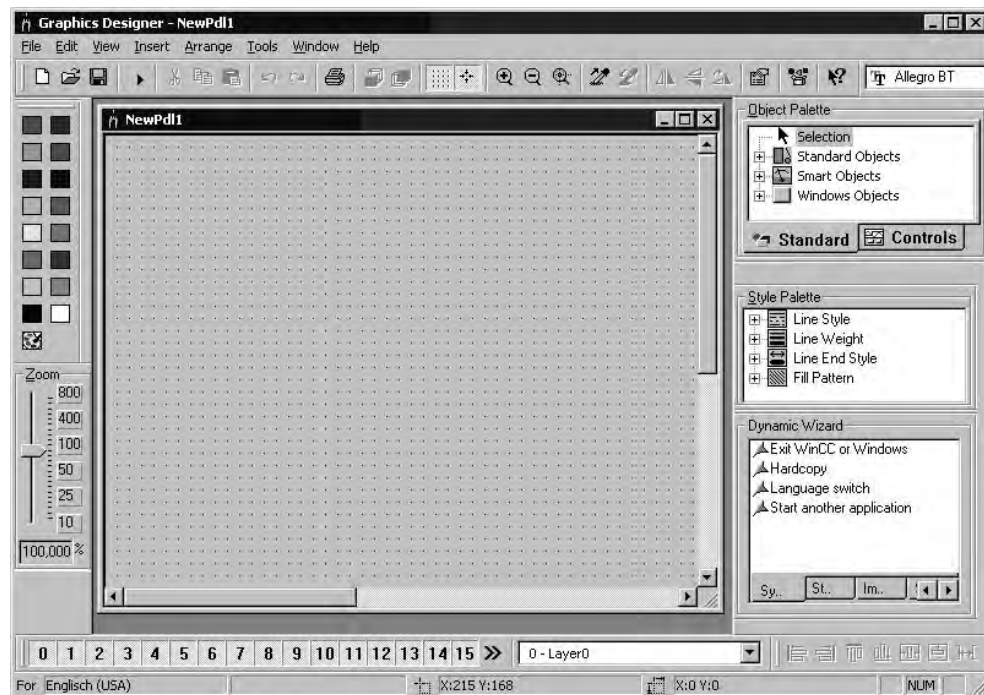 Graphics Designer - NewPdl1
File Edit View Insert Arrange Tools Window Help
Allegro BT
NewPdl1
Object Palette
Selection
Standard Objects
Smart Objects
Windows Objects
Standard Controls
Style Palette
Line Style
Line Weight
Line End Style
Fill Pattern
Zoom
800
400
100
50
25
10
100,000 %
Dynamic Wizard
Exit WinCC or Windows
Hardcopy
Language switch
Start another application
Sy.. St.. Im..
0 1 2 3 4 5 6 7 8 9 10 11 12 13 14 15 0 - Layer0
For Englisch (USA) X:215 Y:168 X:0 Y:0 NUM